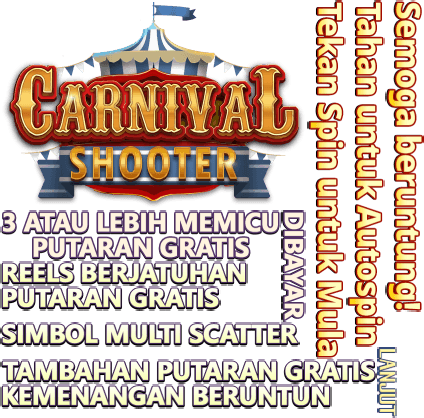 CARNIVAL
SHOOTER
3 ATAU LEBIH MEMICU
PUTARAN GRATIS
REELS BERJATUHAN
PUTARAN GRATIS
SIMBOL MULTI SCATTER
TAMBAHAN PUTARAN GRATIS
KEMENANGAN BERUNTUN
DIBAYAR
LANJUT
Semoga beruntung!
Tahan untuk Autospin
Tekan Spin untuk Mula